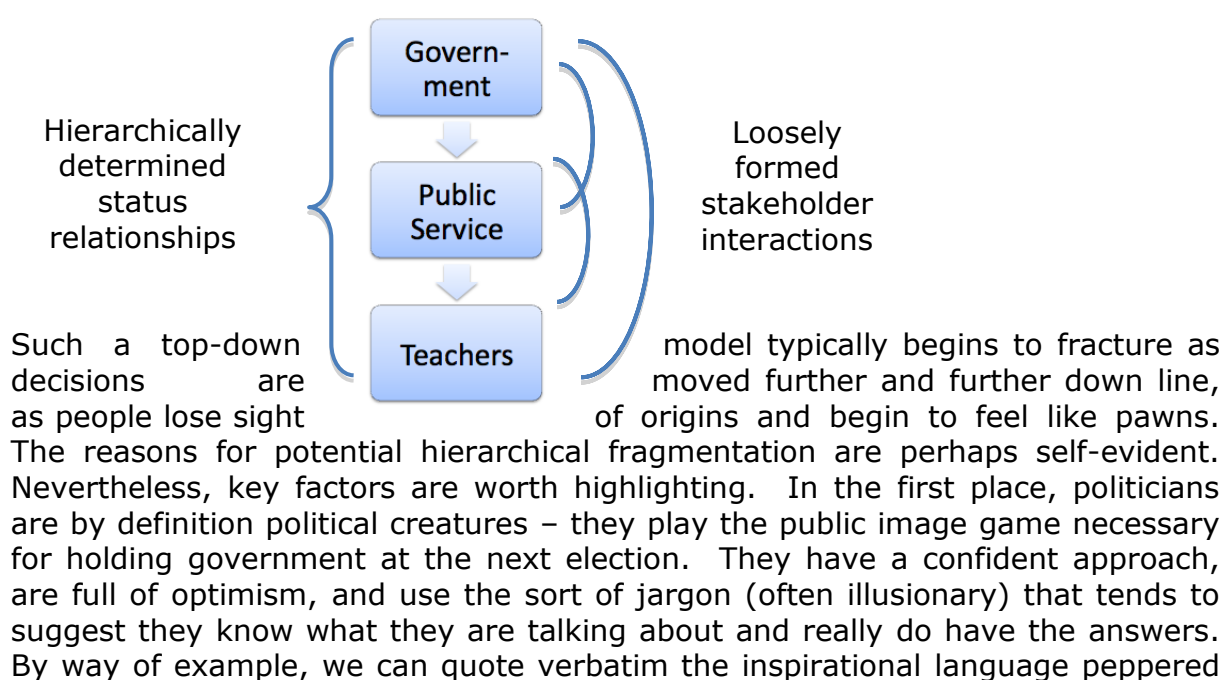 Govern-
ment
Hierarchically
determined
status
relationships
Public
Service
Loosely
formed
stakeholder
interactions
Teachers
Such a top-down model typically begins to fracture as
decisions are moved further and further down line,
as people lose sight of origins and begin to feel like pawns.
The reasons for potential hierarchical fragmentation are perhaps self-evident.
Nevertheless, key factors are worth highlighting. In the first place, politicians
are by definition political creatures – they play the public image game necessary
for holding government at the next election. They have a confident approach,
are full of optimism, and use the sort of jargon (often illusionary) that tends to
suggest they know what they are talking about and really do have the answers.
By way of example, we can quote verbatim the inspirational language peppered